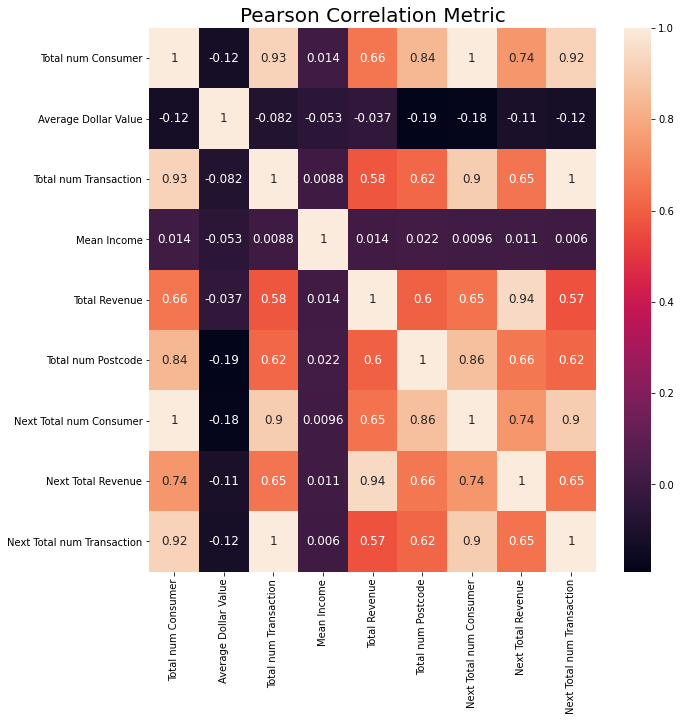 Pearson Correlation Metric
Total num Consumer 1 -0.12 0.93 0.014 0.66 0.84 1 0.74 0.92
Average Dollar Value -0.12 1 -0.082 -0.053 -0.037 -0.19 -0.18 -0.11 -0.12
Total num Transaction 0.93 -0.082 1 0.0088 0.58 0.62 0.9 0.65 1
Mean Income 0.014 -0.053 0.0088 1 0.014 0.022 0.0096 0.011 0.006
Total Revenue 0.66 -0.037 0.58 0.014 1 0.6 0.65 0.94 0.57
Total num Postcode 0.84 -0.19 0.62 0.022 0.6 1 0.86 0.66 0.62
Next Total num Consumer 1 -0.18 0.9 0.0096 0.65 0.86 1 0.74 0.9
Next Total Revenue 0.74 -0.11 0.65 0.011 0.94 0.66 0.74 1 0.65
Next Total num Transaction 0.92 -0.12 1 0.006 0.57 0.62 0.9 0.65 1
Total num Consumer
Average Dollar Value
Total num Transaction
Mean Income
Total Revenue
Total num Postcode
Next Total num Consumer
Next Total Revenue
Next Total num Transaction
1.0
0.8
0.6
0.4
0.2
0.0